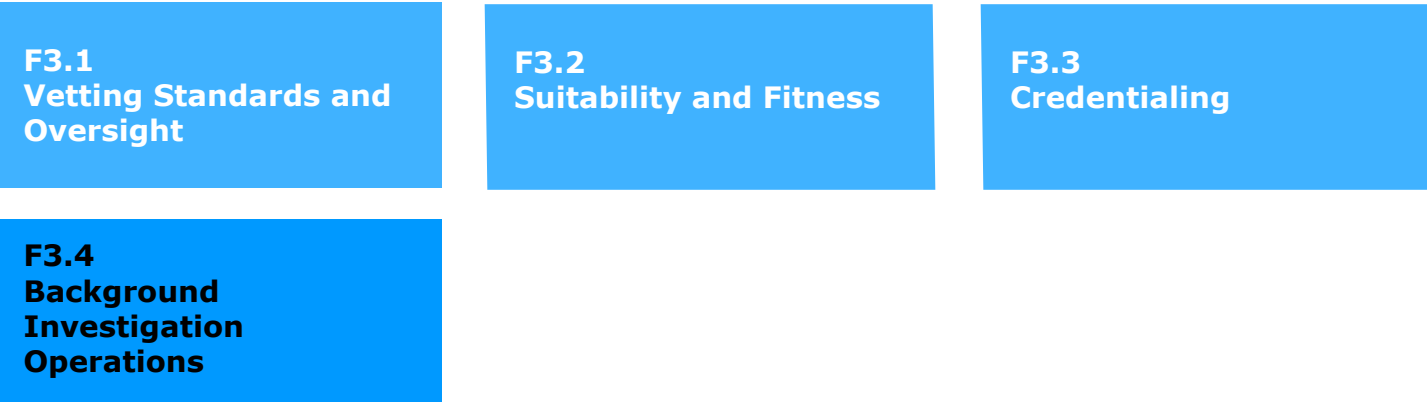 F3.1
Vetting Standards and
Oversight
F3.2
Suitability and Fitness
F3.3
Credentialing
F3.4
Background
Investigation
Operations